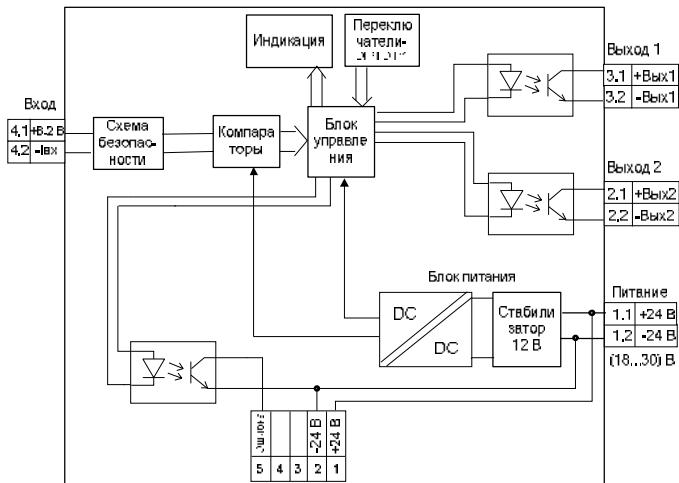 Индикация
Переклю
чатели-
Выход 1
3.1 +Вых1
3.2 -Вых1
Вход
4.1 +8.2 В
4.2 -Iвх
Схема
безопас-
ности
Компара
торы
Блок
управле
ния
Выход 2
2.1 +Вых2
2.2 -Вых2
Блок питания
DC
DC
Стабили
затор
12 В
Питание
1.1 +24 В
1.2 -24 В
(18...30) В
-24 В
+24 В
5 4 3 2 1